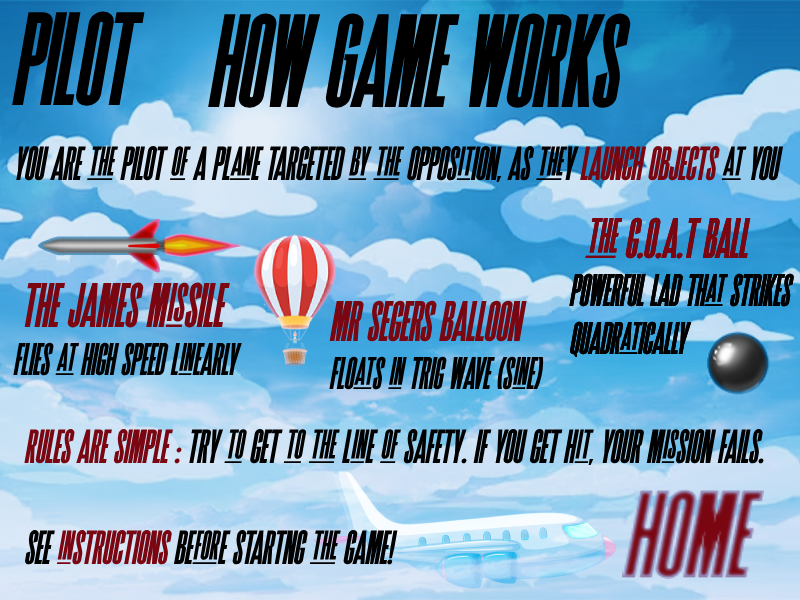 PILOT HOW GAME WORKS
YOU ARE THE PILOT OF A PLANE TARGETED BY THE OPPOSITION, AS THEY LAUNCH OBJECTS AT YOU
THE JAMES MISSILE
FLIES AT HIGH SPEED LINEARLY
MR SEGERS BALLOON
FLOATS IN TRIG WAVE (SINE)
THE G.O.A.T BALL
POWERFUL LAD THAT STRIKES
QUADRATICALLY
RULES ARE SIMPLE : TRY TO GET TO THE LINE OF SAFETY. IF YOU GET HIT, YOUR MISSION FAILS.
SEE INSTRUCTIONS BEFORE STARTNG THE GAME!
HOME